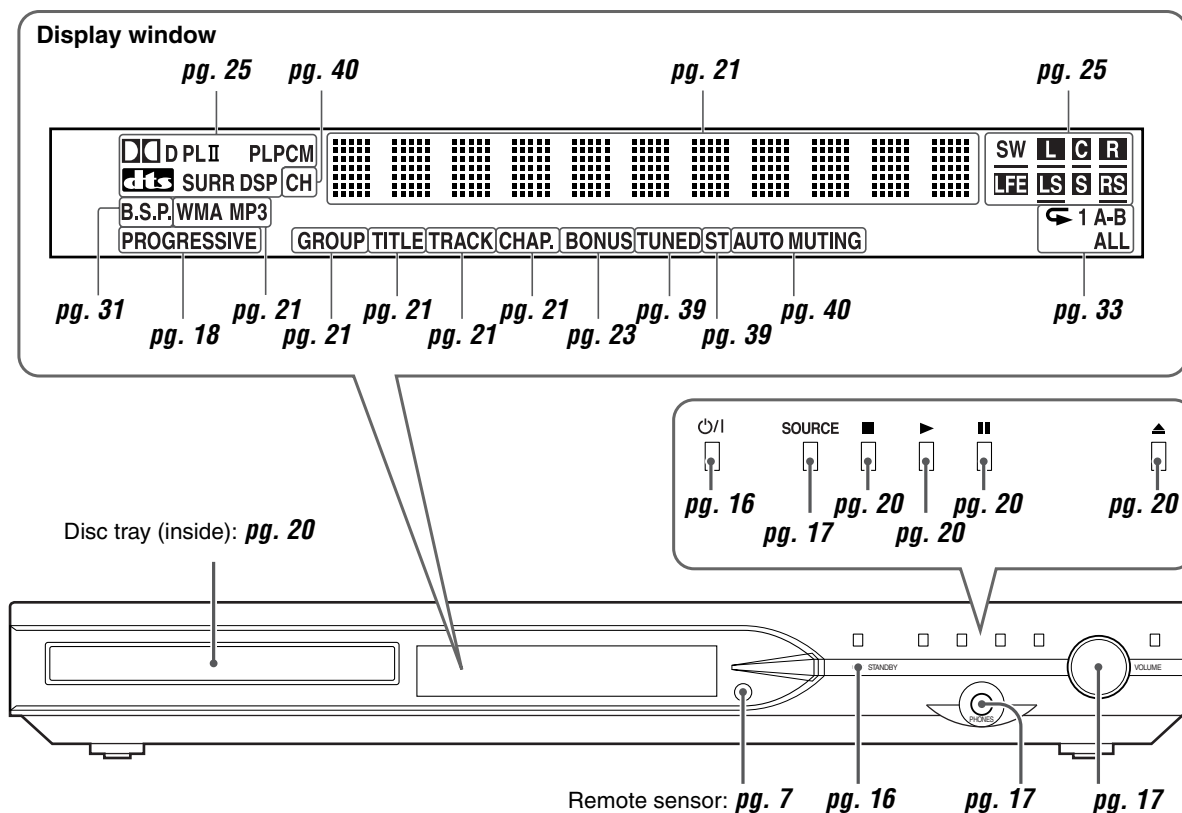 Display window
pg. 25 pg. 40 pg. 21 pg. 25
D PL II PLPCM SW L C R
dts SURR DSP CH LFE LS S RS
B.S.P. WMA MP3 1 A-B
PROGRESSIVE GROUP TITLE TRACK CHAP. BONUS TUNED ST AUTO MUTING ALL
pg. 31 pg. 21 pg. 21 pg. 21 pg. 39 pg. 40 pg. 33
pg. 18 pg. 21 pg. 21 pg. 23 pg. 39
⏻/I SOURCE ■ ► ▮▮ ▲
pg. 16 pg. 20 pg. 20 pg. 20
pg. 17 pg. 20
Disc tray (inside): pg. 20
STANDBY VOLUME
PHONES
Remote sensor: pg. 7 pg. 16 pg. 17 pg. 17